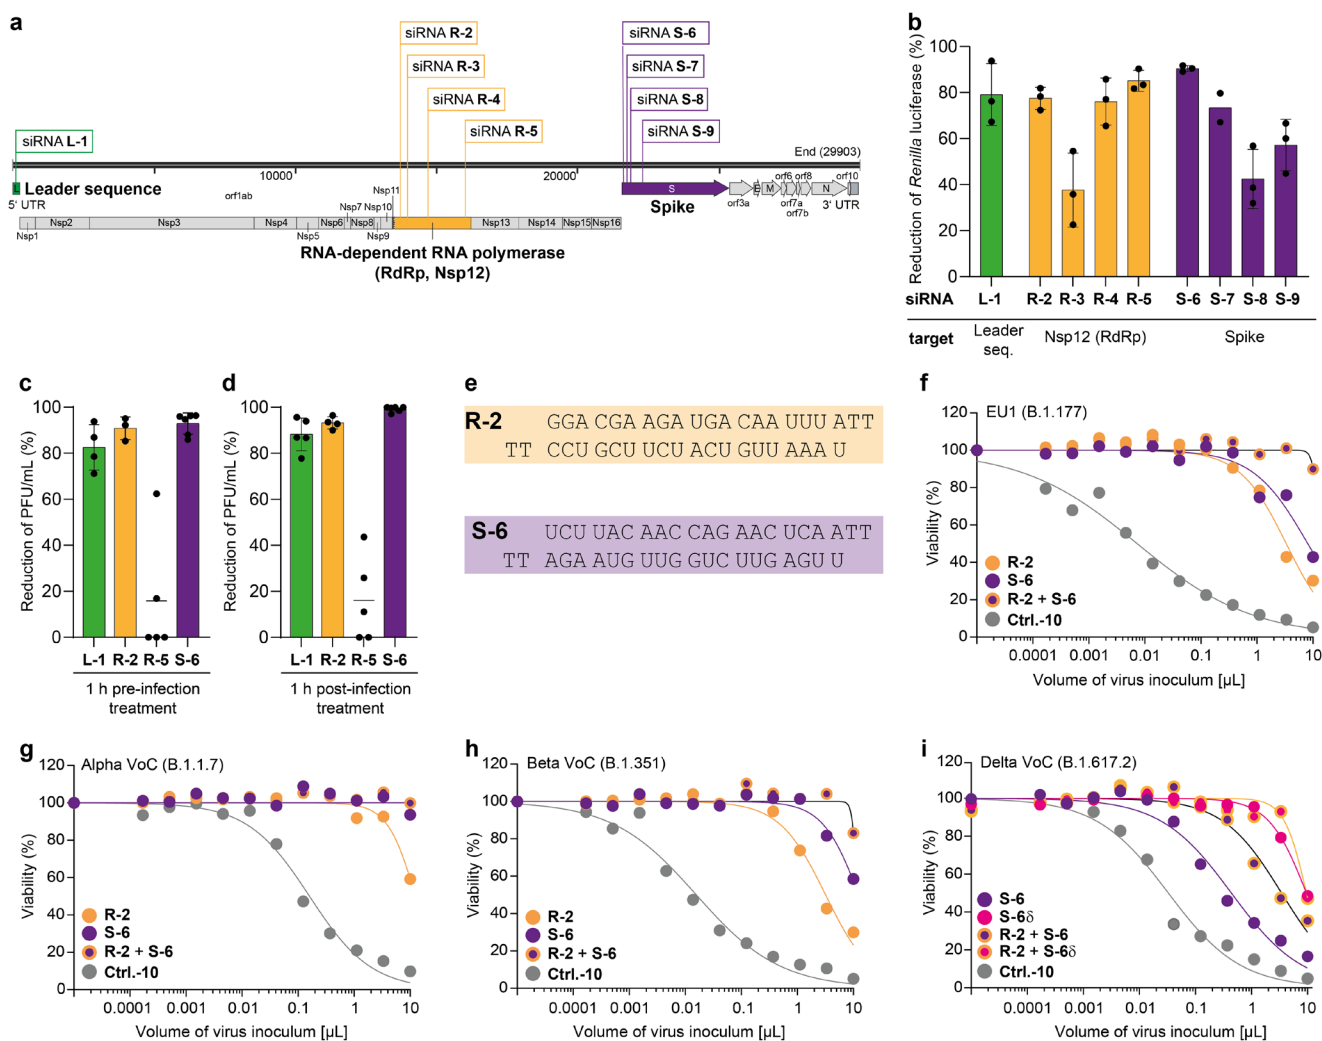 a
siRNA R-2
siRNA R-3
siRNA R-4
siRNA R-5
siRNA S-6
siRNA S-7
siRNA S-8
siRNA S-9
siRNA L-1
End (29903)
10000
20000
L
Leader sequence
5' UTR
orf1ab
Nsp11
Nsp7
Nsp10
Nsp2
Nsp3
Nsp4
Nsp6
Nsp8
Nsp13
Nsp14
Nsp15
Nsp16
Nsp1
Nsp5
Nsp9
RNA-dependent RNA polymerase
(RdRp, Nsp12)
S
Spike
orf3a
E
M
orf6
orf7a
orf7b
orf8
N
orf10
3' UTR
b
Reduction of Renilla luciferase (%)
100
80
60
40
20
0
siRNA
L-1
R-2
R-3
R-4
R-5
S-6
S-7
S-8
S-9
target
Leader
seq.
Nsp12 (RdRp)
Spike
c
Reduction of PFU/mL (%)
100
80
60
40
20
0
L-1
R-2
R-5
S-6
1 h pre-infection
treatment
d
Reduction of PFU/mL (%)
100
80
60
40
20
0
L-1
R-2
R-5
S-6
1 h post-infection
treatment
e
R-2 GGA CGA AGA UGA CAA UUU ATT
TT CCU GCU UCU ACU GUU AAA U
S-6 UCU UAC AAC CAG AAC UCA ATT
TT AGA AUG UUG GUC UUG AGU U
f
EU1 (B.1.177)
Viability (%)
120
100
80
60
40
20
0
R-2
S-6
R-2 + S-6
Ctrl.-10
0.0001
0.001
0.01
0.1
1
10
Volume of virus inoculum [µL]
g
Alpha VoC (B.1.1.7)
Viability (%)
120
100
80
60
40
20
0
R-2
S-6
R-2 + S-6
Ctrl.-10
0.0001
0.001
0.01
0.1
1
10
Volume of virus inoculum [µL]
h
Beta VoC (B.1.351)
Viability (%)
120
100
80
60
40
20
0
R-2
S-6
R-2 + S-6
Ctrl.-10
0.0001
0.001
0.01
0.1
1
10
Volume of virus inoculum [µL]
i
Delta VoC (B.1.617.2)
Viability (%)
120
100
80
60
40
20
0
S-6
S-6δ
R-2 + S-6
R-2 + S-6δ
Ctrl.-10
0.0001
0.001
0.01
0.1
1
10
Volume of virus inoculum [µL]